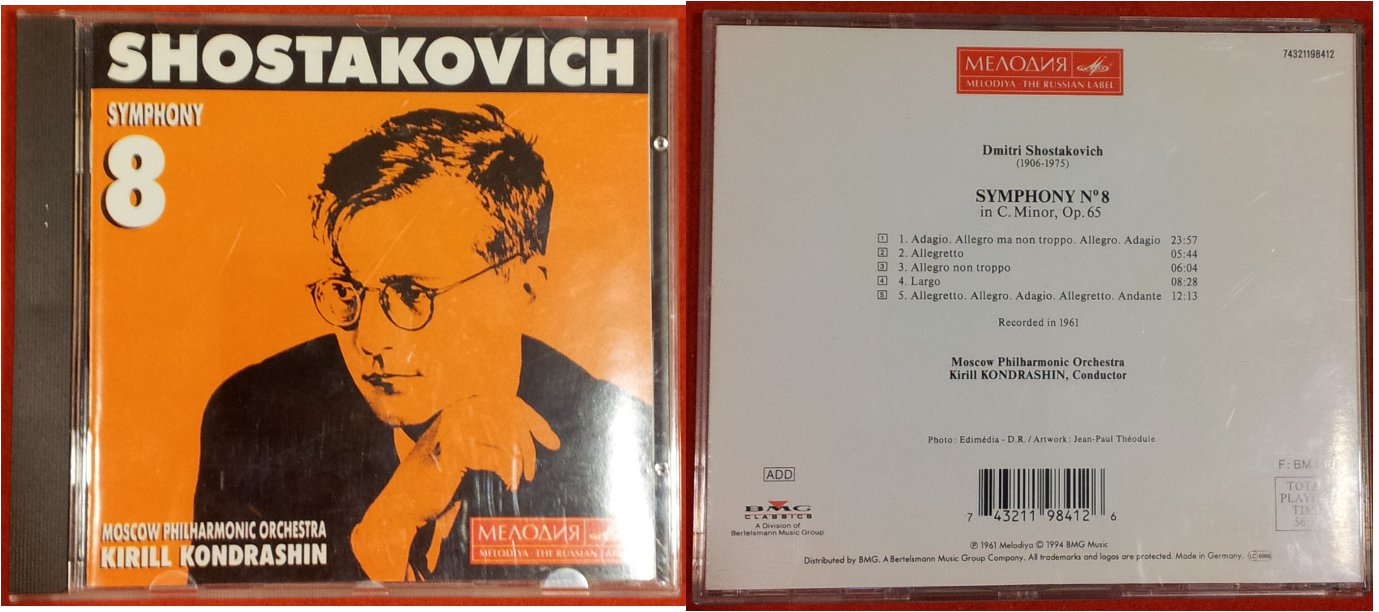 SHOSTAKOVICH
SYMPHONY
8
MOSCOW PHILHARMONIC ORCHESTRA
KIRILL KONDRASHIN
МЕЛОДИЯ
MELODIYA · THE RUSSIAN LABEL
МЕЛОДИЯ
MELODIYA · THE RUSSIAN LABEL
74321198412
Dmitri Shostakovich
(1906-1975)
SYMPHONY Nº 8
in C. Minor, Op. 65
1 1. Adagio. Allegro ma non troppo. Allegro. Adagio 23:57
2 2. Allegretto 05:44
3 3. Allegro non troppo 06:04
4 4. Largo 08:28
5 5. Allegretto. Allegro. Adagio. Allegretto. Andante 12:13
Recorded in 1961
Moscow Philharmonic Orchestra
Kirill KONDRASHIN, Conductor
Photo : Edimédia - D.R. / Artwork : Jean-Paul Théodule
ADD
BMG
CLASSICS
A Division of
Bertelsmann Music Group
7 43211 98412 6
F: BM
TIME
℗ 1961 Melodiya © 1994 BMG Music
Distributed by BMG. A Bertelsmann Music Group Company. All trademarks and logos are protected. Made in Germany. LC 6969